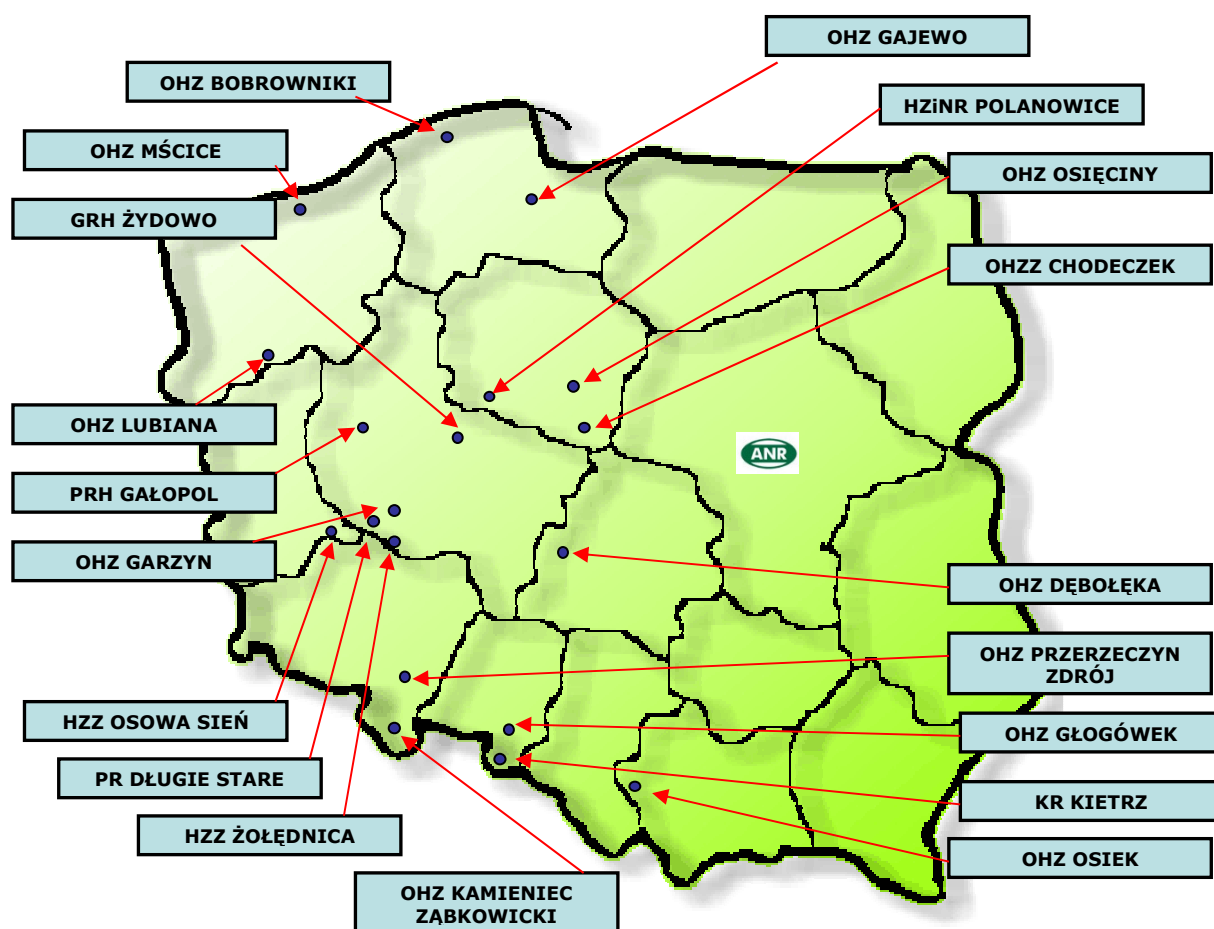 OHZ GAJEWO
OHZ BOBROWNIKI
HZiNR POLANOWICE
OHZ MŚCICE
OHZ OSIĘCINY
GRH ŻYDOWO
OHZZ CHODECZEK
OHZ LUBIANA
ANR
PRH GAŁOPOL
OHZ GARZYN
OHZ DĘBOŁĘKA
OHZ PRZERZECZYN
ZDRÓJ
HZZ OSOWA SIEŃ
OHZ GŁOGÓWEK
PR DŁUGIE STARE
KR KIETRZ
HZZ ŻOŁĘDNICA
OHZ OSIEK
OHZ KAMIENIEC
ZĄBKOWICKI